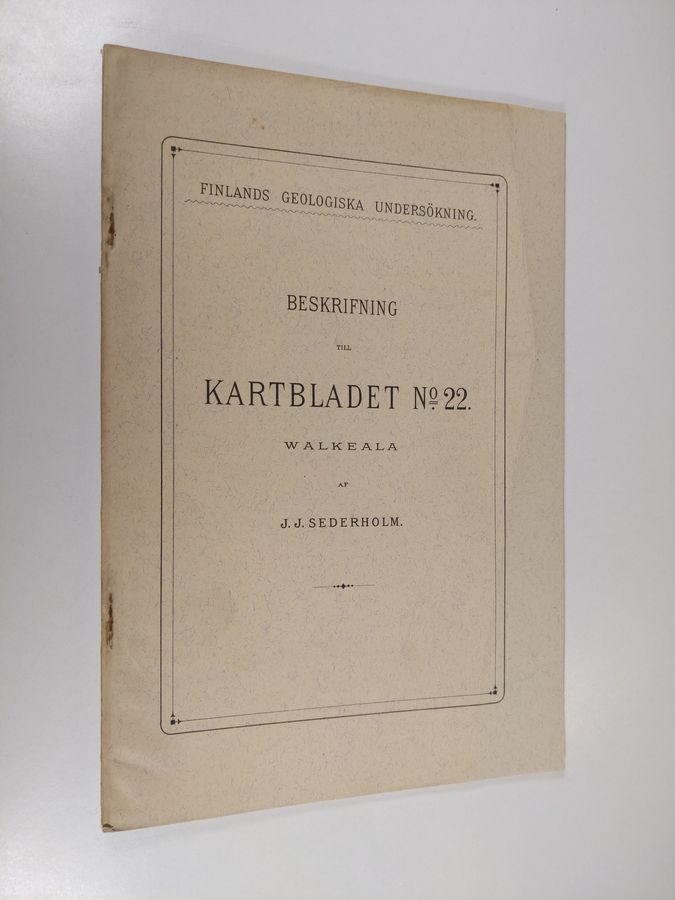 FINLANDS GEOLOGISKA UNDERSÖKNING.
BESKRIFNING
TILL
KARTBLADET Nº 22.
WALKEALA
AF
J. J. SEDERHOLM.